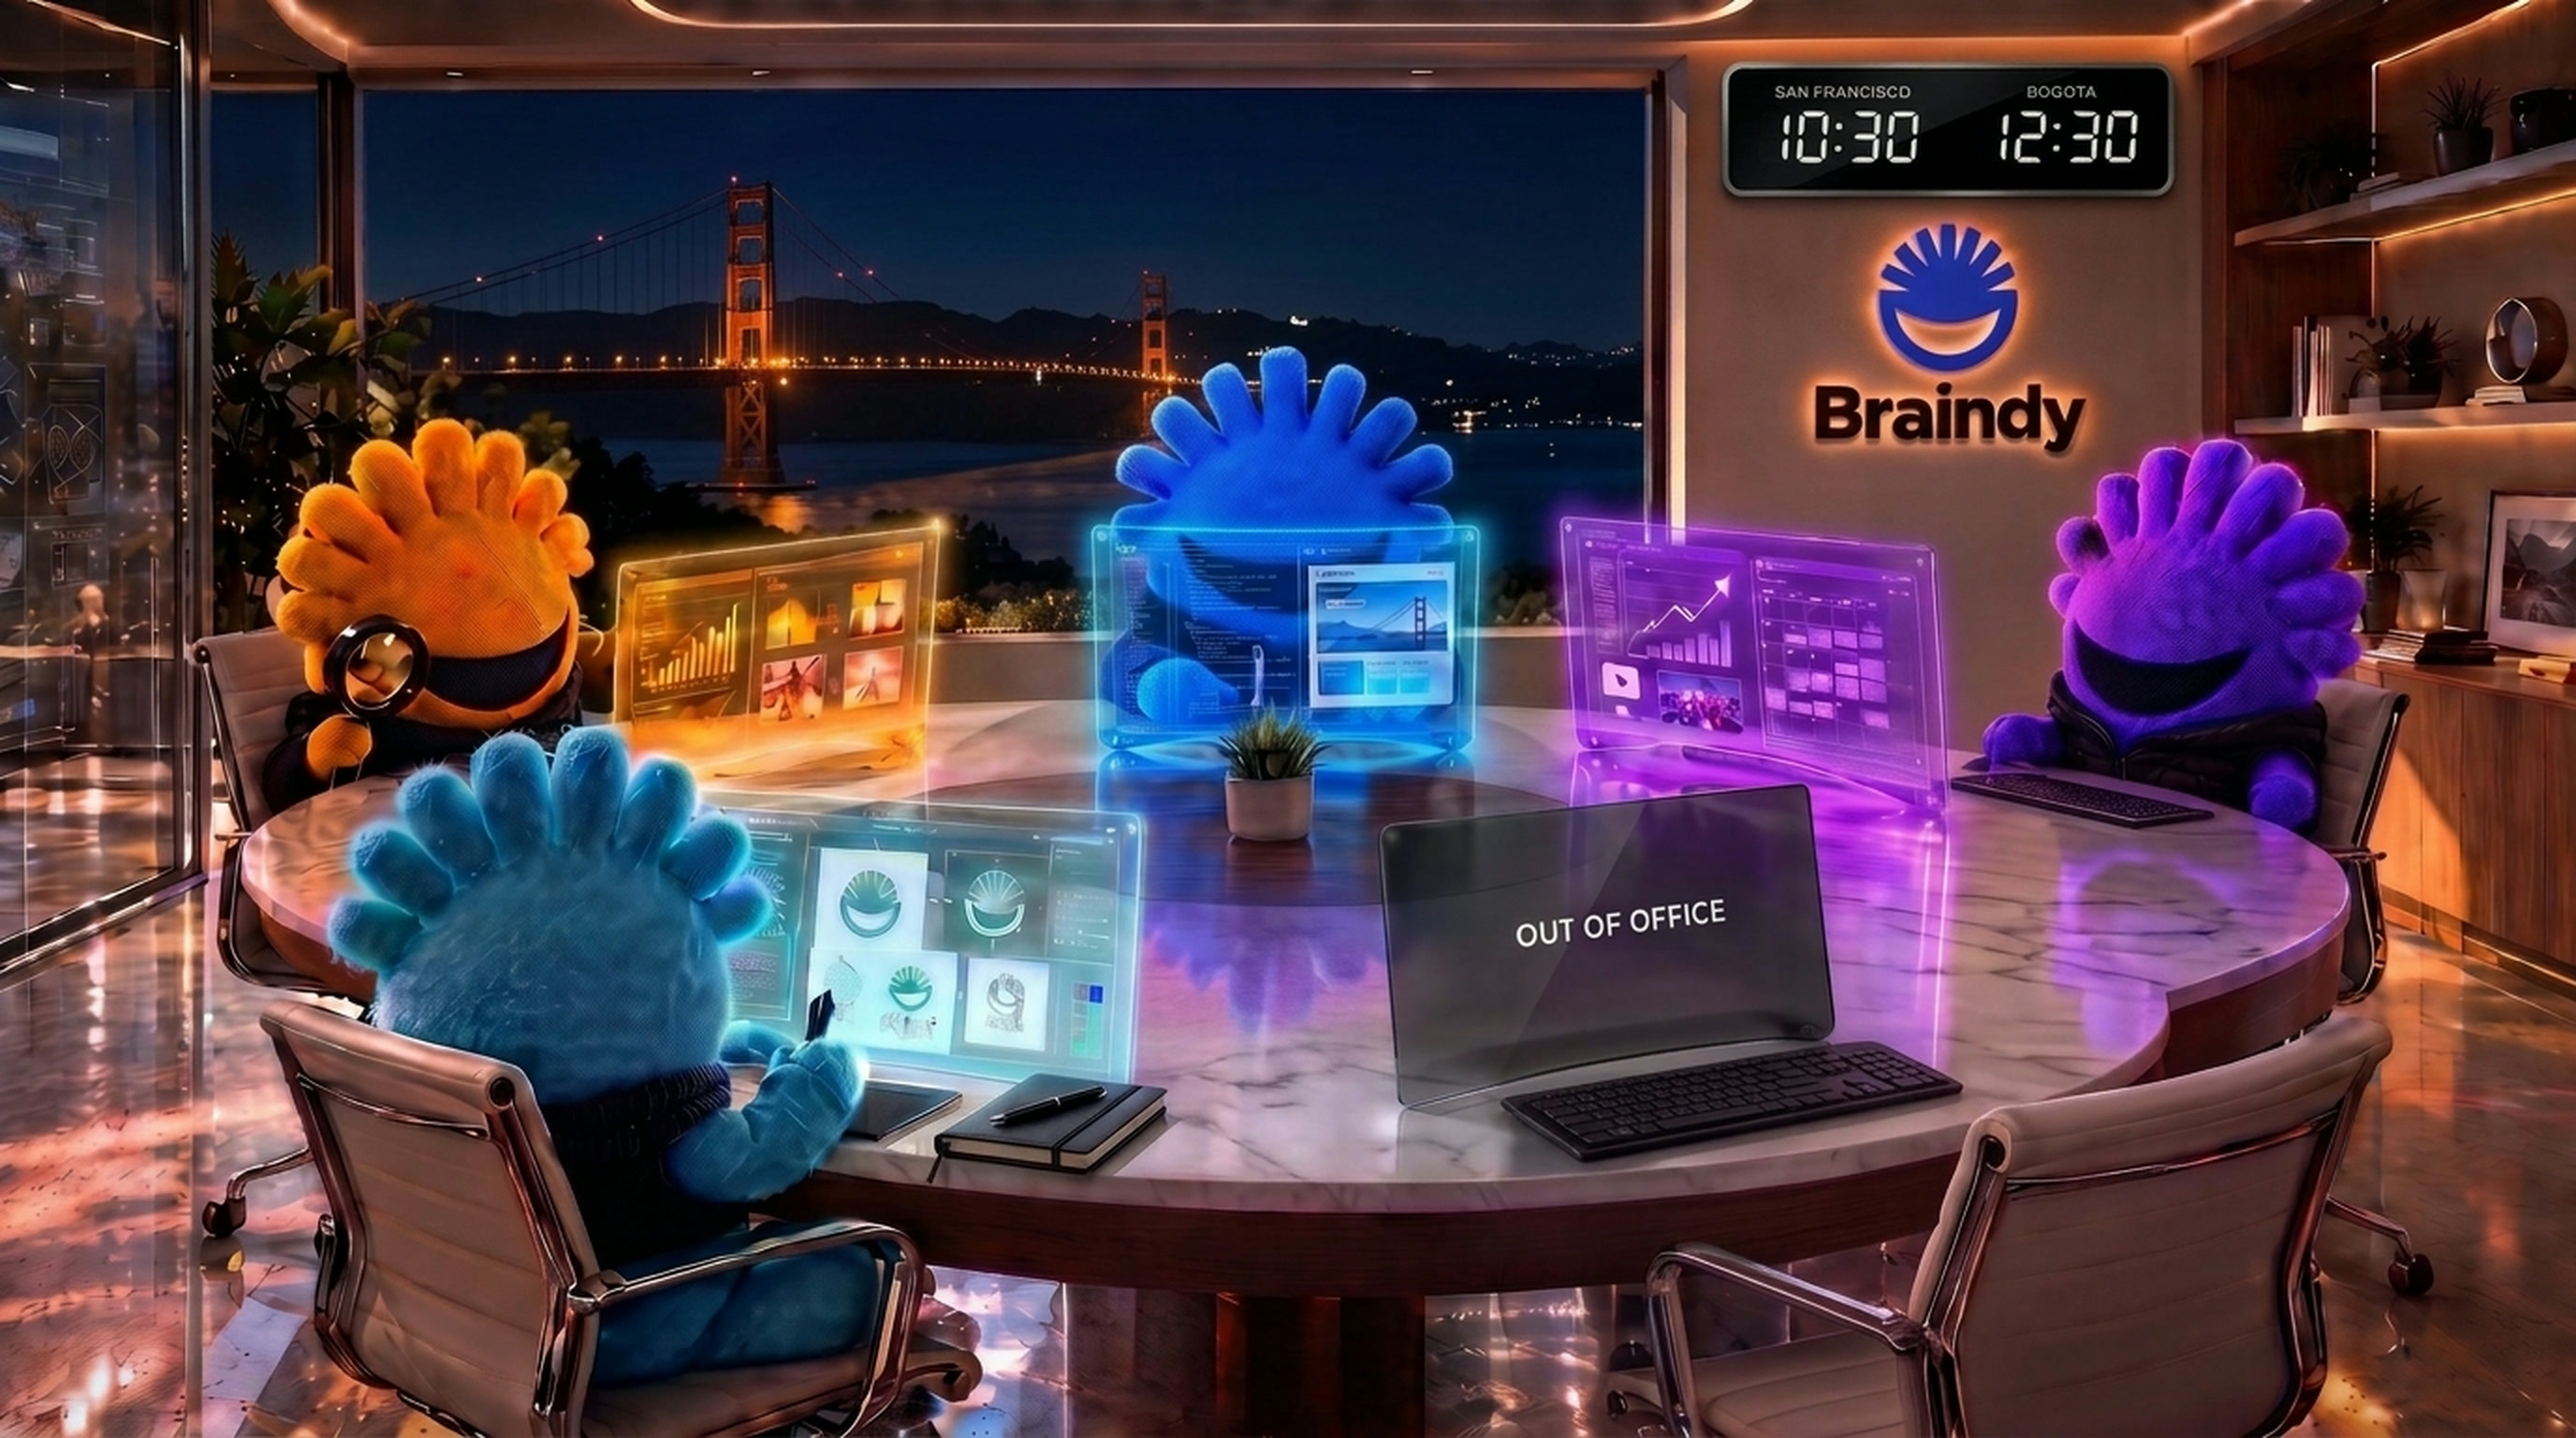 SAN FRANCISCO
BOGOTA
10:30
12:30
Braindy
OUT OF OFFICE